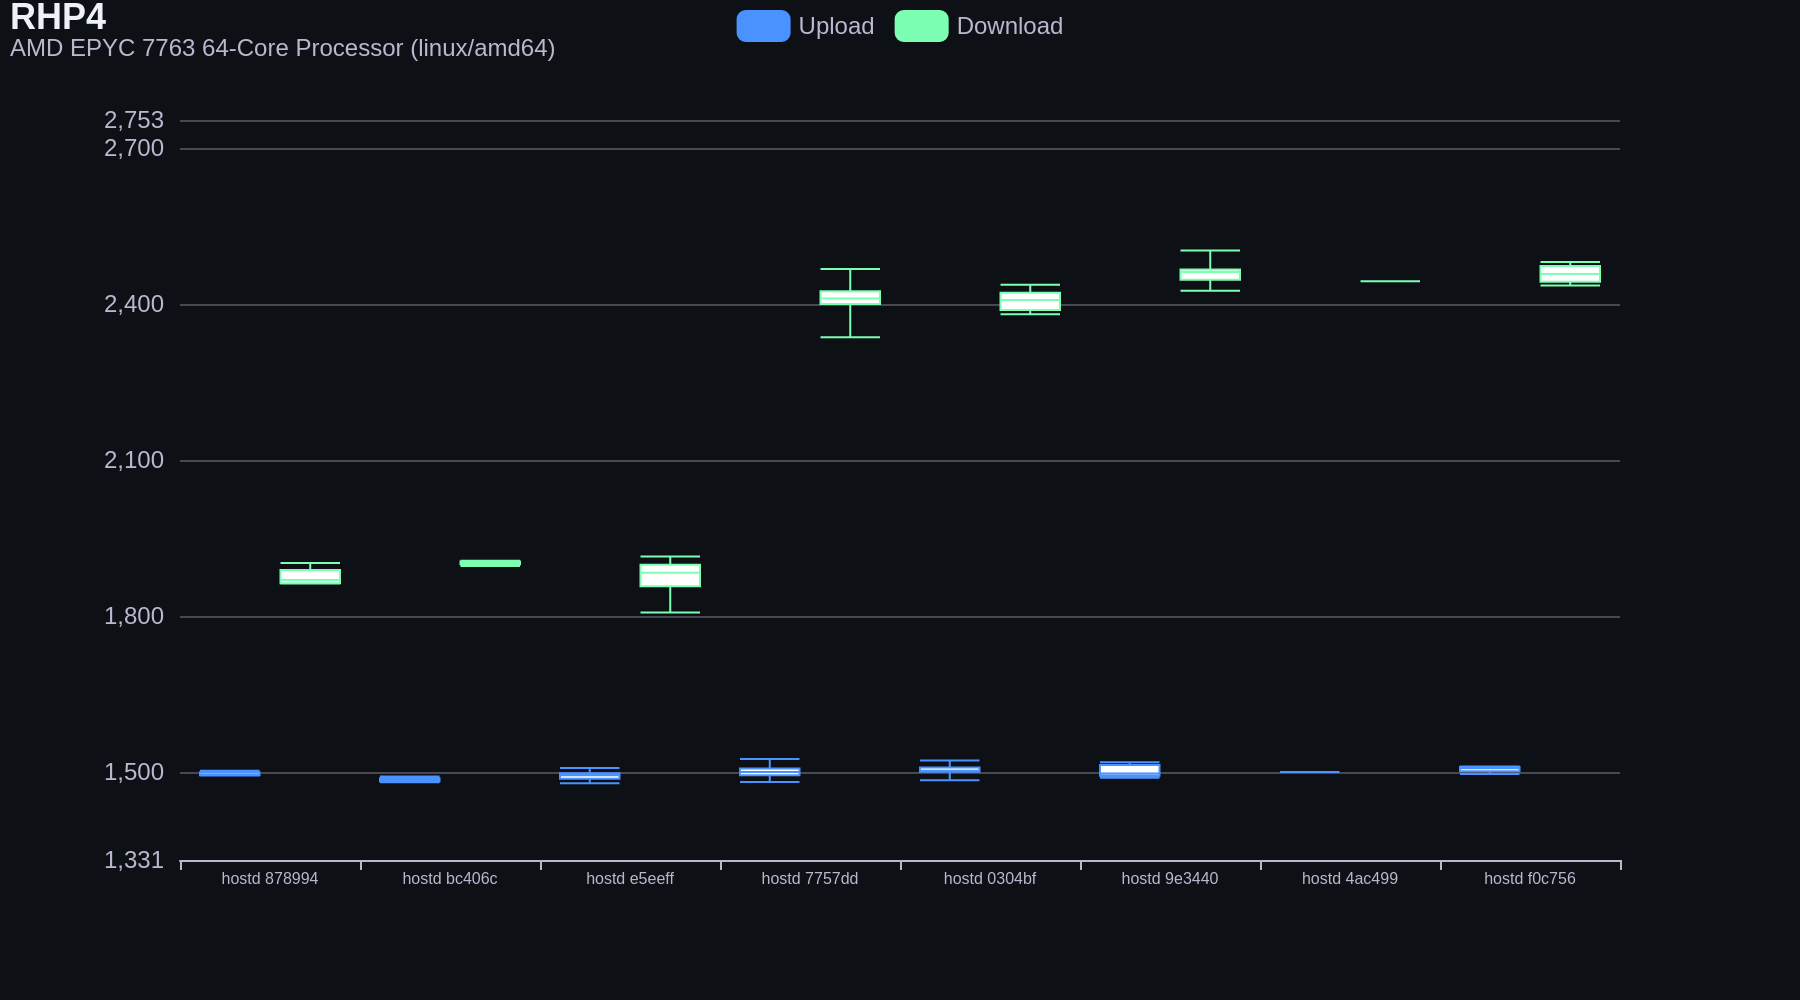 RHP4
AMD EPYC 7763 64-Core Processor (linux/amd64)
Upload
Download
2,753
2,700
2,400
2,100
1,800
1,500
1,331
hostd 878994
hostd bc406c
hostd e5eeff
hostd 7757dd
hostd 0304bf
hostd 9e3440
hostd 4ac499
hostd f0c756